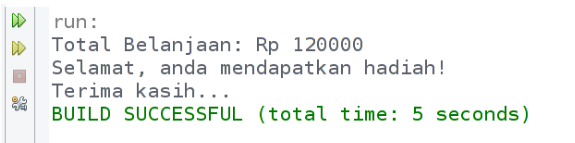 run:
Total Belanjaan: Rp 120000
Selamat, anda mendapatkan hadiah!
Terima kasih...
BUILD SUCCESSFUL (total time: 5 seconds)